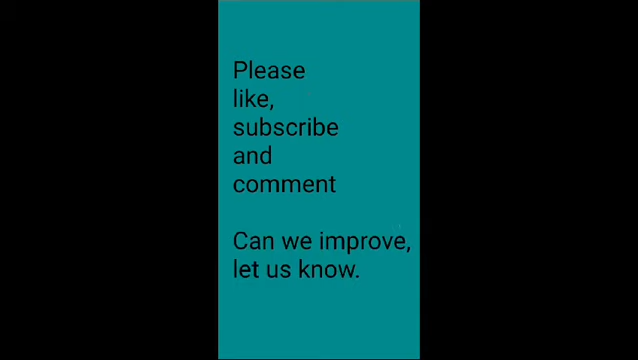 Please
like,
subscribe
and
comment
Can we improve,
let us know.